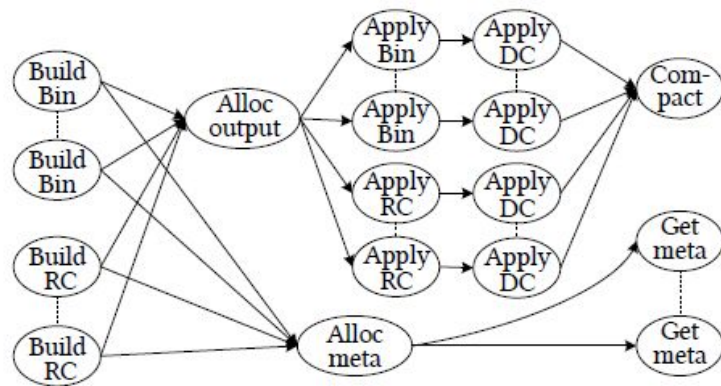 Build
Bin
Build
Bin
Build
RC
Build
RC
Alloc
output
Alloc
meta
Apply
Bin
Apply
Bin
Apply
RC
Apply
RC
Apply
DC
Apply
DC
Apply
DC
Apply
DC
Com-
pact
Get
meta
Get
meta